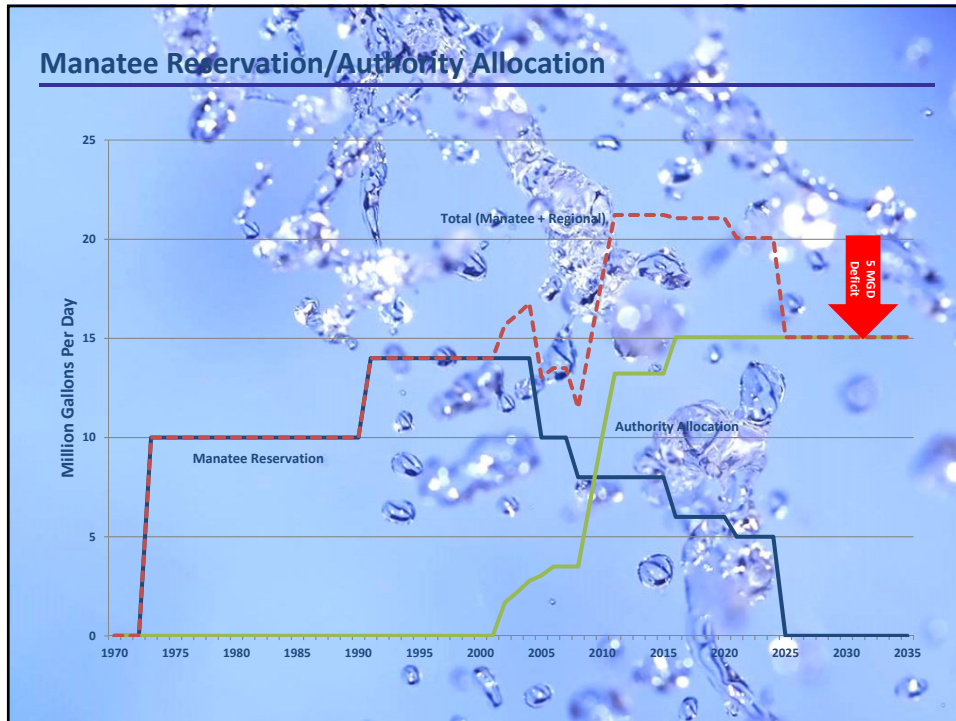 Manatee Reservation/Authority Allocation
25
20
15
10
5
0
Million Gallons Per Day
Total (Manatee + Regional)
5 MGD
Deficit
Manatee Reservation
Authority Allocation
1970 1975 1980 1985 1990 1995 2000 2005 2010 2015 2020 2025 2030 2035